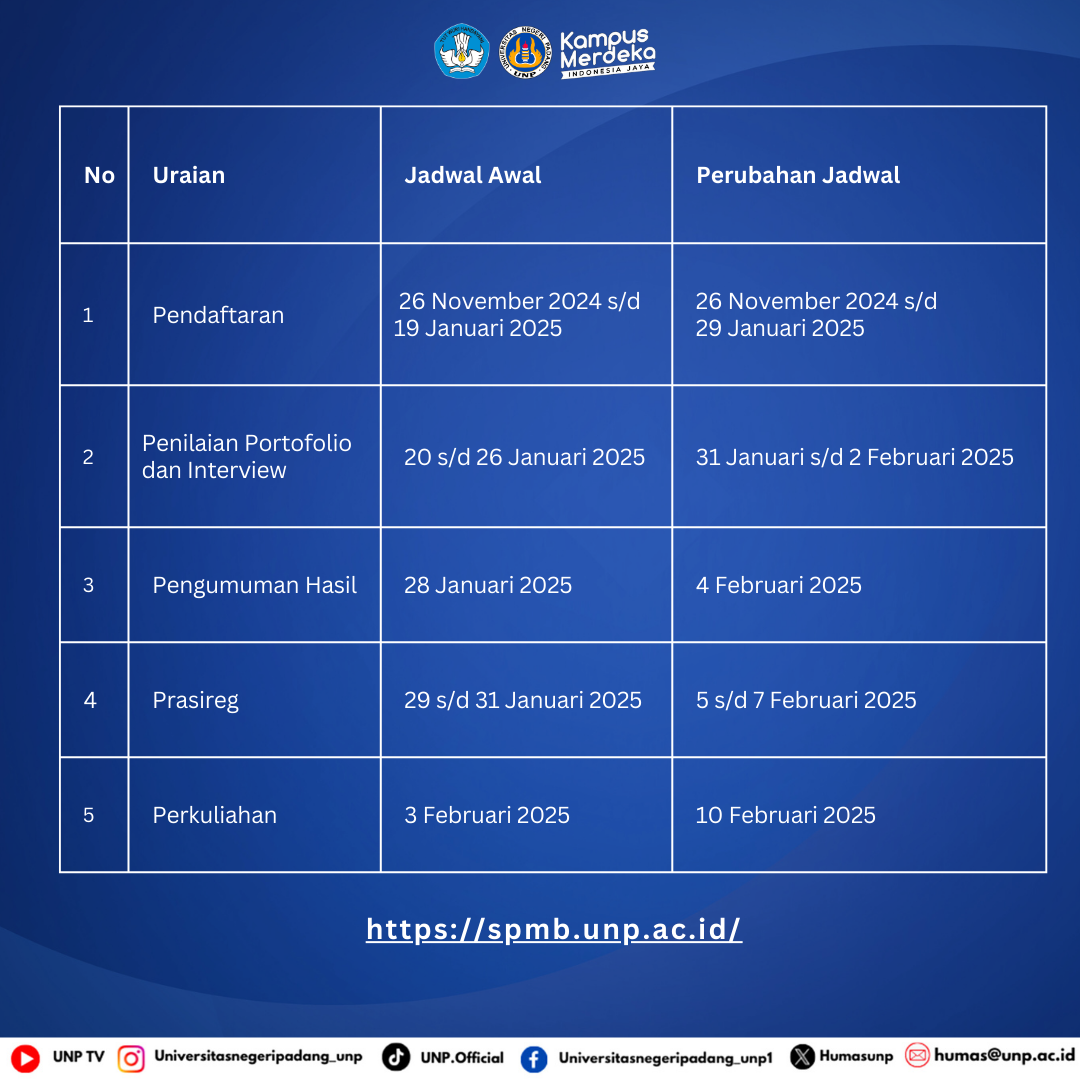 UNIVERSITAS NEGERI PADANG
UNP
Kampus
Merdeka
INDONESIA JAYA
No Uraian Jadwal Awal Perubahan Jadwal
1 Pendaftaran 26 November 2024 s/d 19 Januari 2025 26 November 2024 s/d 29 Januari 2025
2 Penilaian Portofolio dan Interview 20 s/d 26 Januari 2025 31 Januari s/d 2 Februari 2025
3 Pengumuman Hasil 28 Januari 2025 4 Februari 2025
4 Prasireg 29 s/d 31 Januari 2025 5 s/d 7 Februari 2025
5 Perkuliahan 3 Februari 2025 10 Februari 2025
https://spmb.unp.ac.id/
UNP TV Universitasnegeripadang_unp UNP.Official Universitasnegeripadang_unp1 Humasunp humas@unp.ac.id